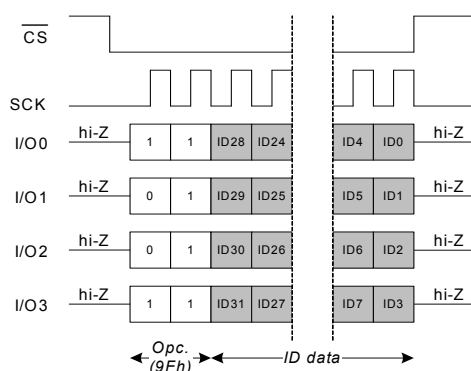 CS
SCK
I/O0 hi-Z 1 1 ID28 ID24 ID4 ID0 hi-Z
I/O1 hi-Z 0 1 ID29 ID25 ID5 ID1 hi-Z
I/O2 hi-Z 0 1 ID30 ID26 ID6 ID2 hi-Z
I/O3 hi-Z 1 1 ID31 ID27 ID7 ID3 hi-Z
Opc. ID data
(9Eh)